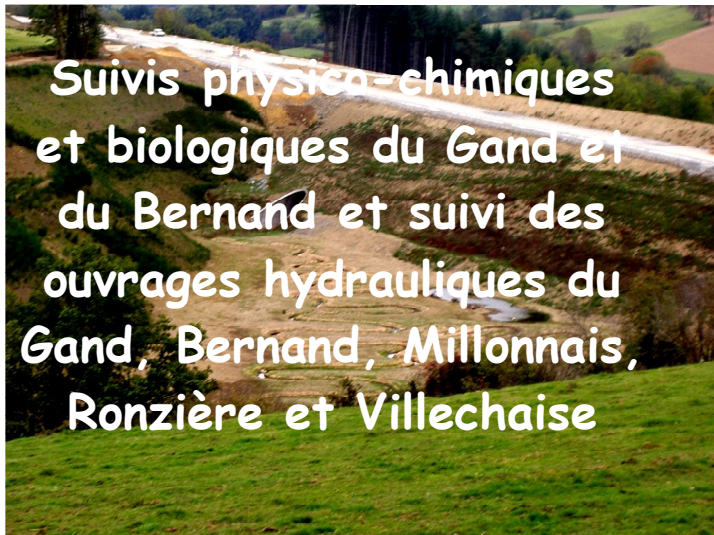 Suivis physico-chimiques
et biologiques du Gand et
du Bernand et suivi des
ouvrages hydrauliques du
Gand, Bernand, Millonnais,
Ronzière et Villechaise